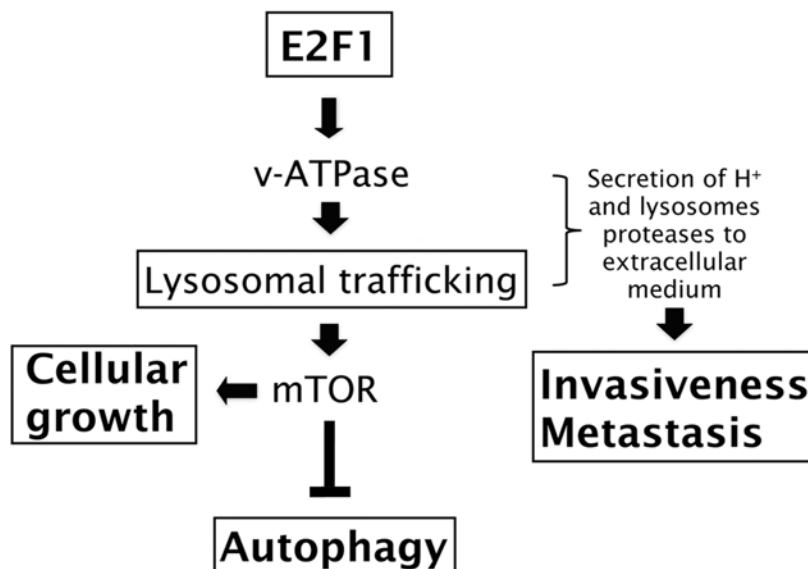 E2F1
v-ATPase
Secretion of H⁺
and lysosomes
proteases to
extracellular
medium
Lysosomal trafficking
Cellular
growth
mTOR
Invasiveness
Metastasis
Autophagy